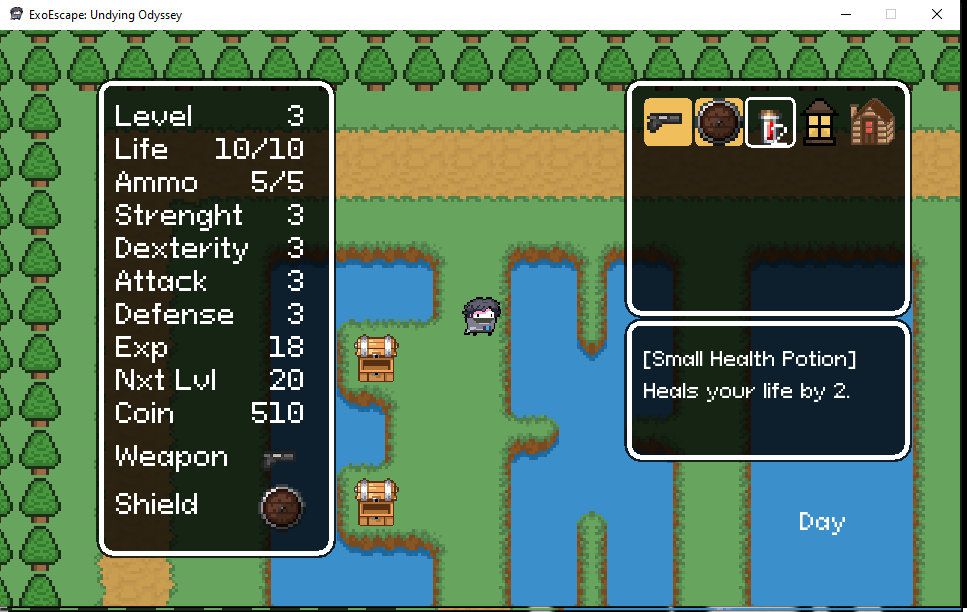 ExoEscape: Undying Odyssey
Level 3
Life 10/10
Ammo 5/5
Strenght 3
Dexterity 3
Attack 3
Defense 3
Exp 18
Nxt Lvl 20
Coin 510
Weapon
Shield
[Small Health Potion]
Heals your life by 2.
Day